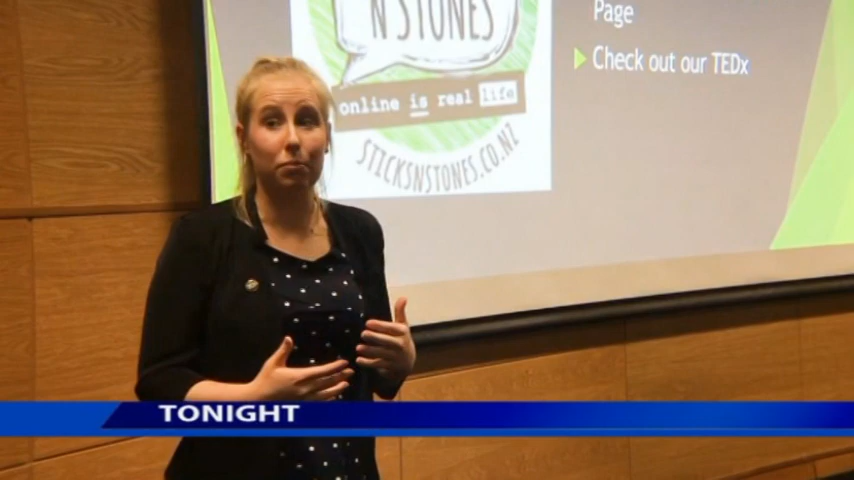 'N STONES
online is real life
STICKSNSTONES.CO.NZ
Page
Check out our TEDx
TONIGHT